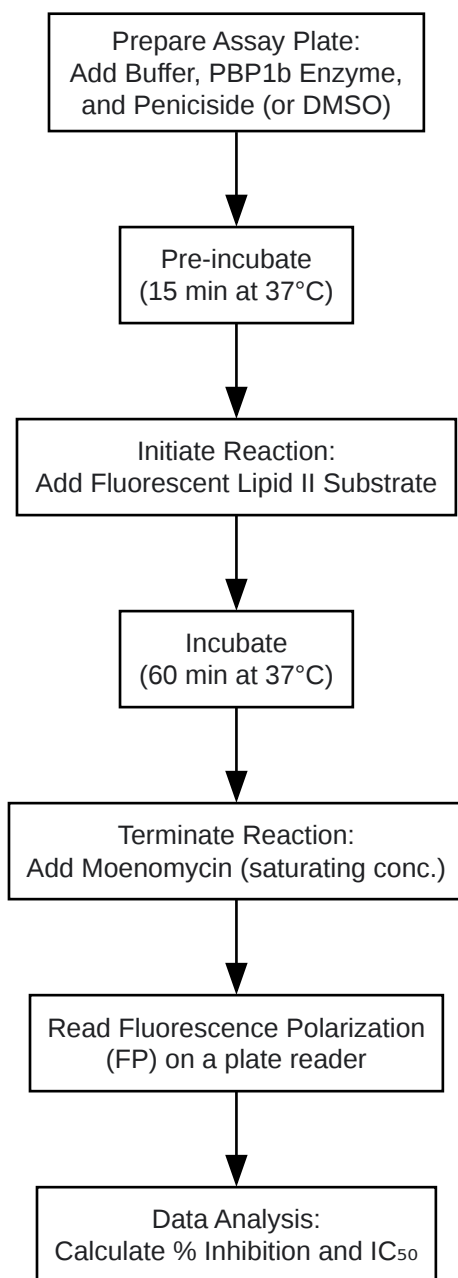 Prepare Assay Plate:
Add Buffer, PBP1b Enzyme,
and Peniciside (or DMSO)
Pre-incubate
(15 min at 37°C)
Initiate Reaction:
Add Fluorescent Lipid II Substrate
Incubate
(60 min at 37°C)
Terminate Reaction:
Add Moenomycin (saturating conc.)
Read Fluorescence Polarization
(FP) on a plate reader
Data Analysis:
Calculate % Inhibition and IC₅₀